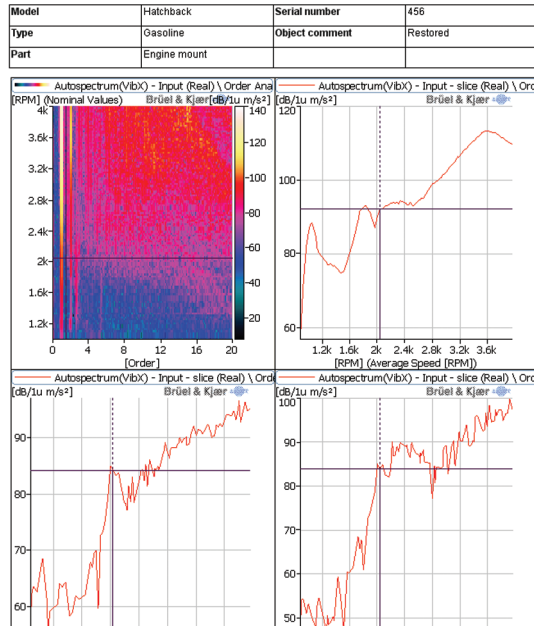 Model Hatchback Serial number 456
Type Gasoline Object comment Restored
Part Engine mount
Autospectrum(VibX) - Input (Real) \ Order Ana
[RPM] (Nominal Values) Brüel & Kjær [dB/1u m/s²]
4k
3.6k
3.2k
2.8k
2.4k
2k
1.6k
1.2k
0 4 8 12 16 20
[Order]
140
120
100
80
60
40
20
Autospectrum(VibX) - Input - slice (Real) \ Ord
[dB/1u m/s²] Brüel & Kjær
120
100
80
60
1.2k 1.6k 2k 2.4k 2.8k 3.2k 3.6k
[RPM] (Average Speed [RPM])
Autospectrum(VibX) - Input - slice (Real) \ Orde
[dB/1u m/s²] Brüel & Kjær
90
80
70
60
Autospectrum(VibX) - Input - slice (Real) \ Ord
[dB/1u m/s²] Brüel & Kjær
100
90
80
70
60
50